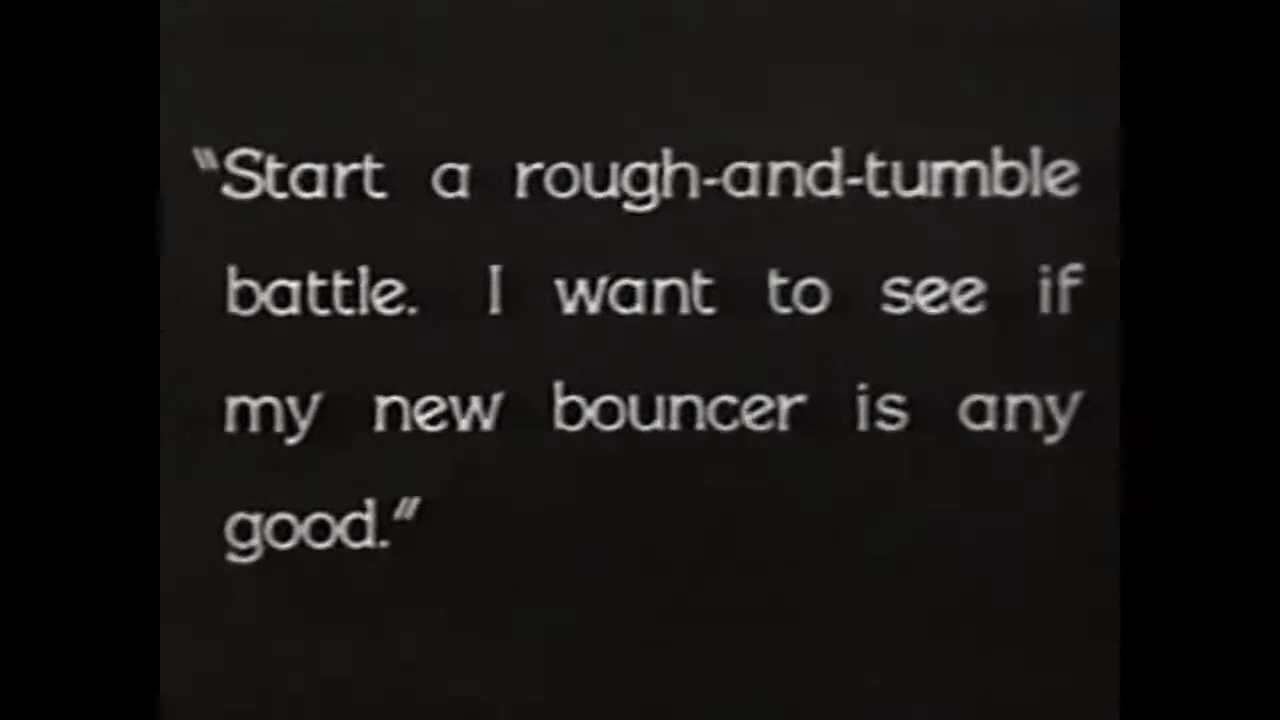 "Start a rough-and-tumble
battle. I want to see if
my new bouncer is any
good."